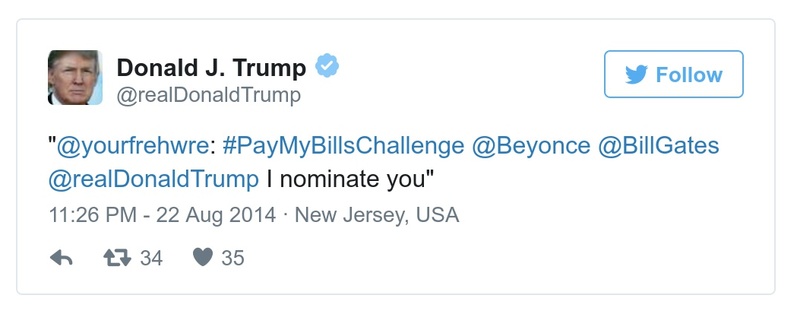 Donald J. Trump
@realDonaldTrump
Follow
"@yourfrehwre: #PayMyBillsChallenge @Beyonce @BillGates
@realDonaldTrump I nominate you"
11:26 PM - 22 Aug 2014 · New Jersey, USA
34 35